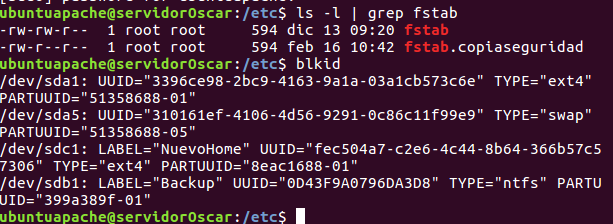 ubuntuapache@servidorOscar:/etc$ ls -l | grep fstab
-rw-rw-r-- 1 root root 594 dic 13 09:20 fstab
-rw-r--r-- 1 root root 594 feb 16 10:42 fstab.copiaseguridad
ubuntuapache@servidorOscar:/etc$ blkid
/dev/sda1: UUID="3396ce98-2bc9-4163-9a1a-03a1cb573c6e" TYPE="ext4"
PARTUUID="51358688-01"
/dev/sda5: UUID="310161ef-4106-4d56-9291-0c86c11f99e9" TYPE="swap"
PARTUUID="51358688-05"
/dev/sdc1: LABEL="NuevoHome" UUID="fec504a7-c2e6-4c44-8b64-366b57c5
7306" TYPE="ext4" PARTUUID="8eac1688-01"
/dev/sdb1: LABEL="Backup" UUID="0D43F9A0796DA3D8" TYPE="ntfs" PARTU
UID="399a389f-01"
ubuntuapache@servidorOscar:/etc$